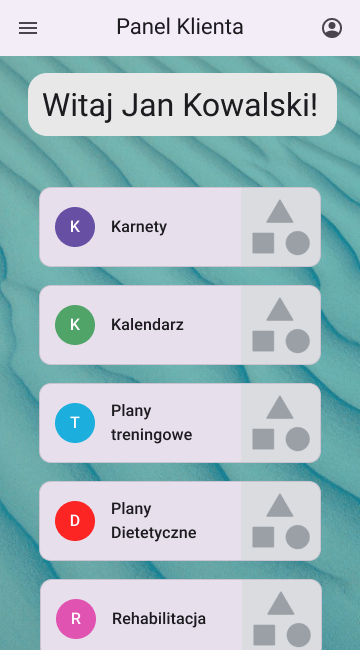 Panel Klienta
Witaj Jan Kowalski!
K
Karnety
K
Kalendarz
T
Plany
treningowe
D
Plany
Dietetyczne
R
Rehabilitacja